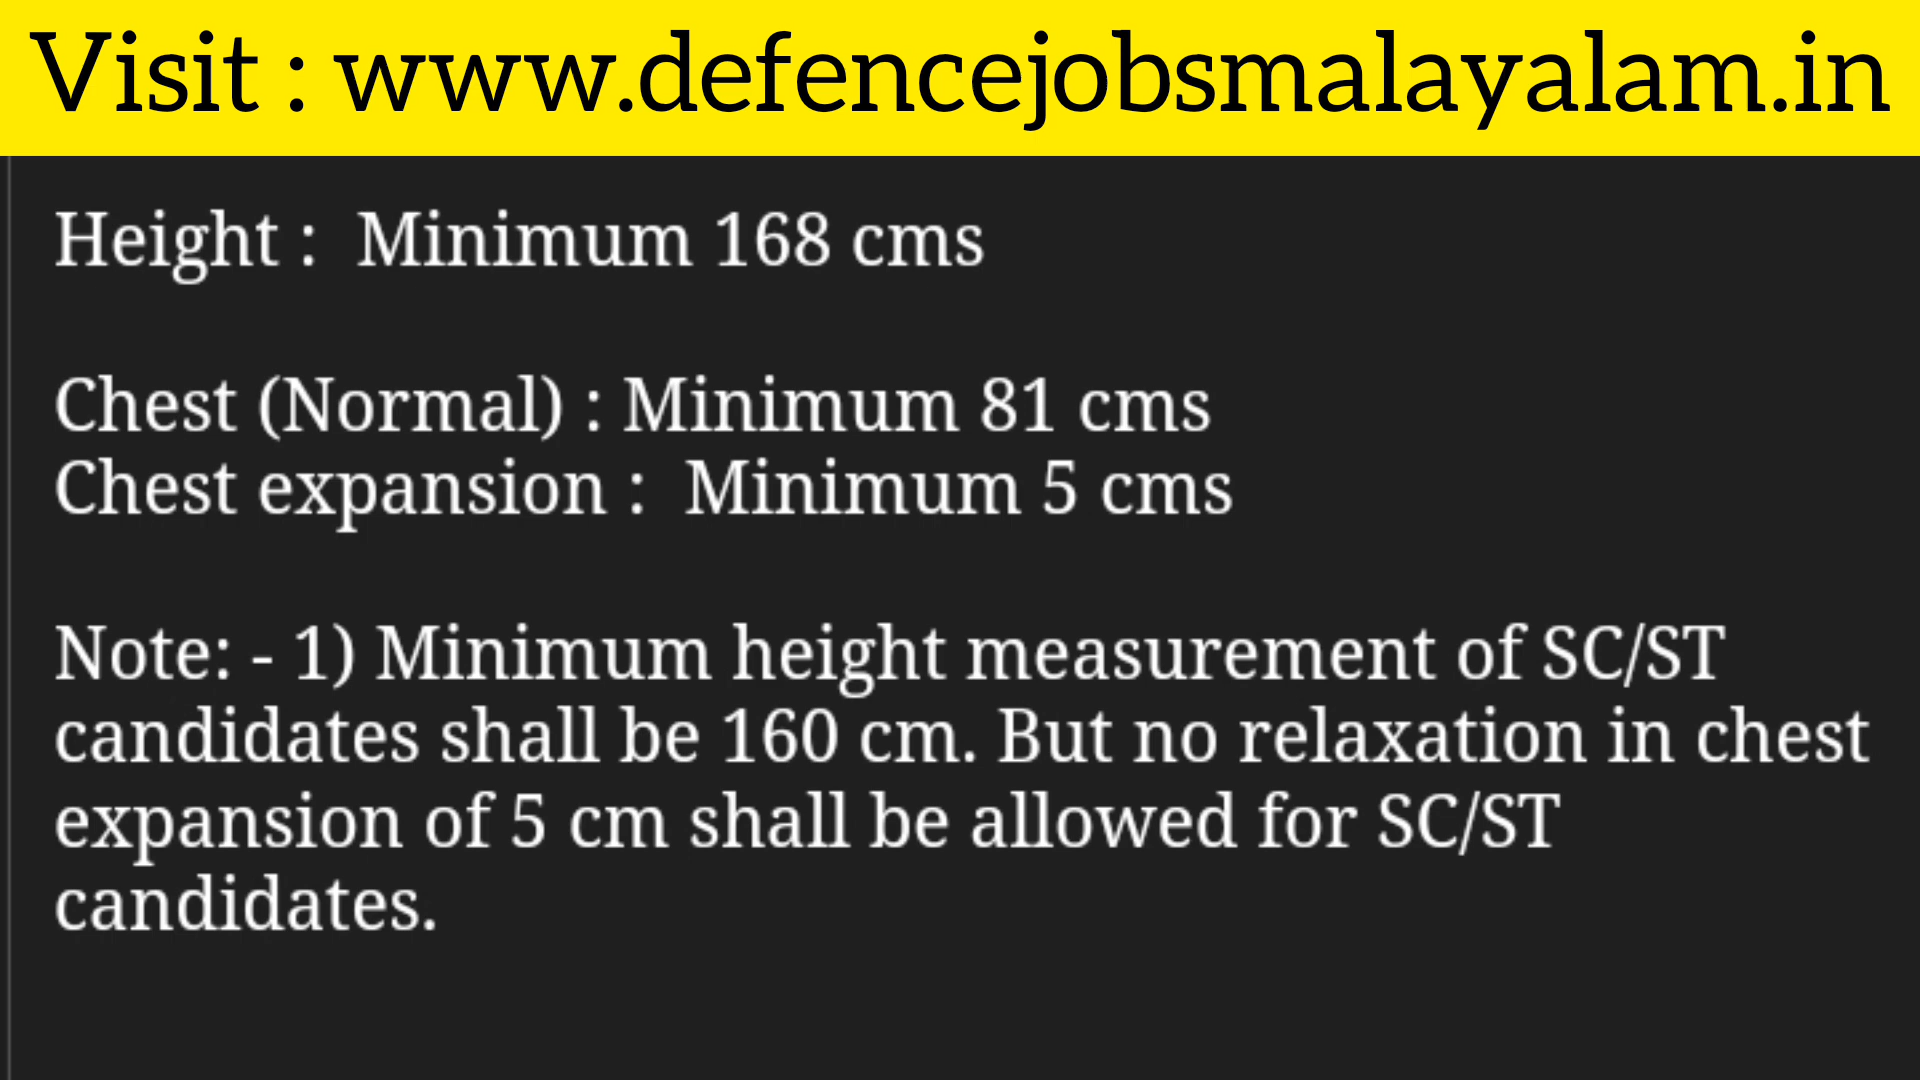 Visit : www.defencejobsmalayalam.in
Height :  Minimum 168 cms
Chest (Normal) : Minimum 81 cms
Chest expansion :  Minimum 5 cms
Note: - 1) Minimum height measurement of SC/ST
candidates shall be 160 cm. But no relaxation in chest
expansion of 5 cm shall be allowed for SC/ST
candidates.